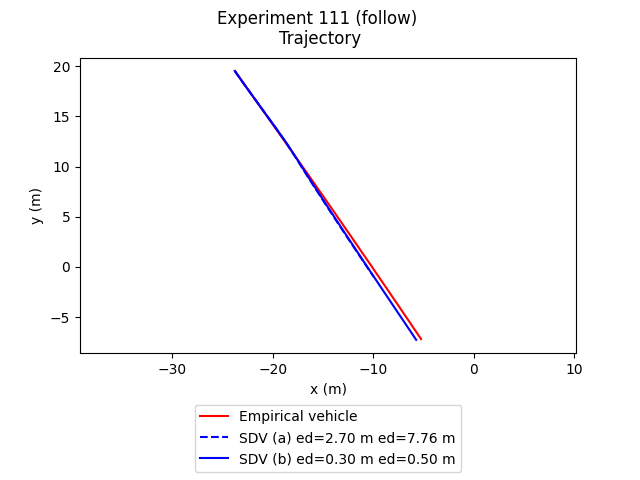 Experiment 111 (follow)
Trajectory
20
15
10
5
0
−5
y (m)
−30
−20
−10
0
10
x (m)
Empirical vehicle
SDV (a) ed=2.70 m ed=7.76 m
SDV (b) ed=0.30 m ed=0.50 m